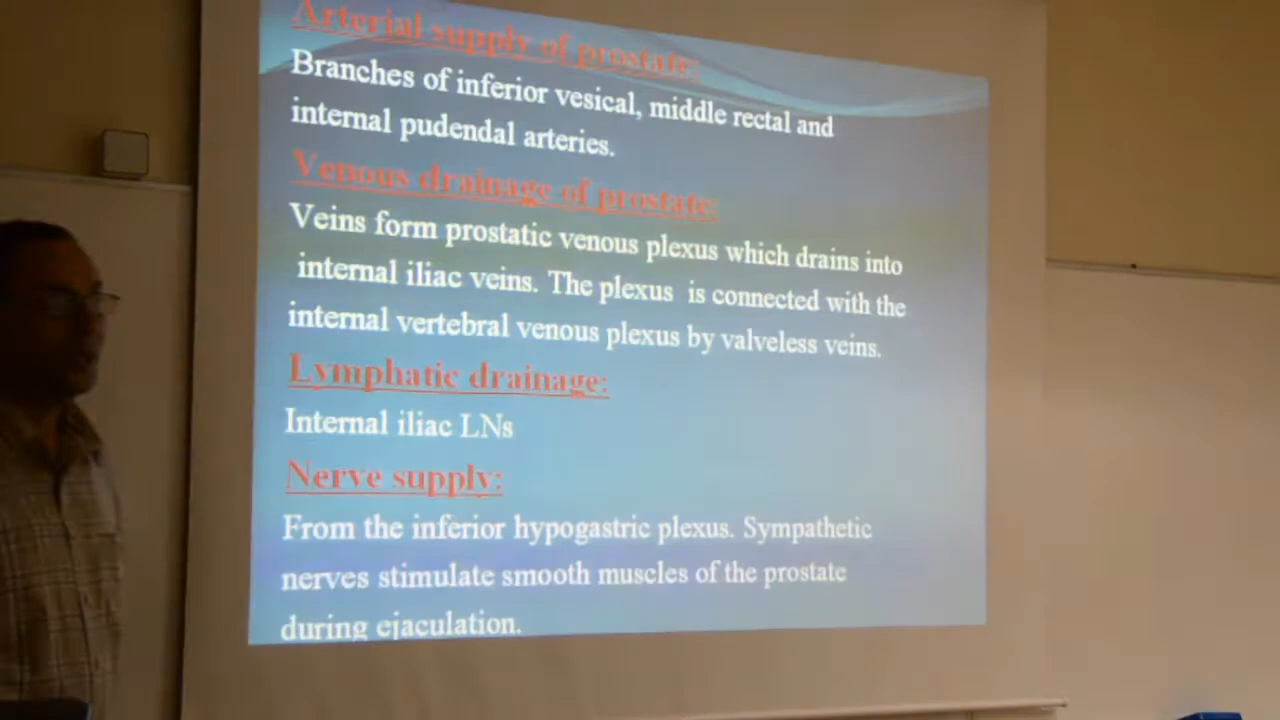 Arterial supply of prostate:
Branches of inferior vesical, middle rectal and
internal pudendal arteries.
Venous drainage of prostate:
Veins form prostatic venous plexus which drains into
internal iliac veins. The plexus is connected with the
internal vertebral venous plexus by valveless veins.
Lymphatic drainage:
Internal iliac LNs
Nerve supply:
From the inferior hypogastric plexus. Sympathetic
nerves stimulate smooth muscles of the prostate
during ejaculation.